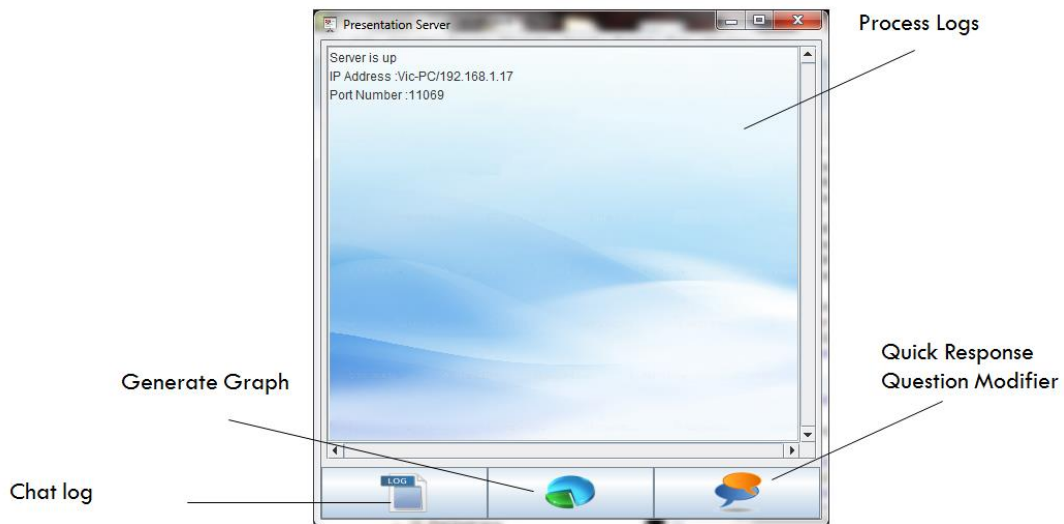 Presentation Server
Process Logs
Server is up
IP Address :Vic-PC/192.168.1.17
Port Number :11069
Quick Response
Question Modifier
Generate Graph
LOG
Chat log